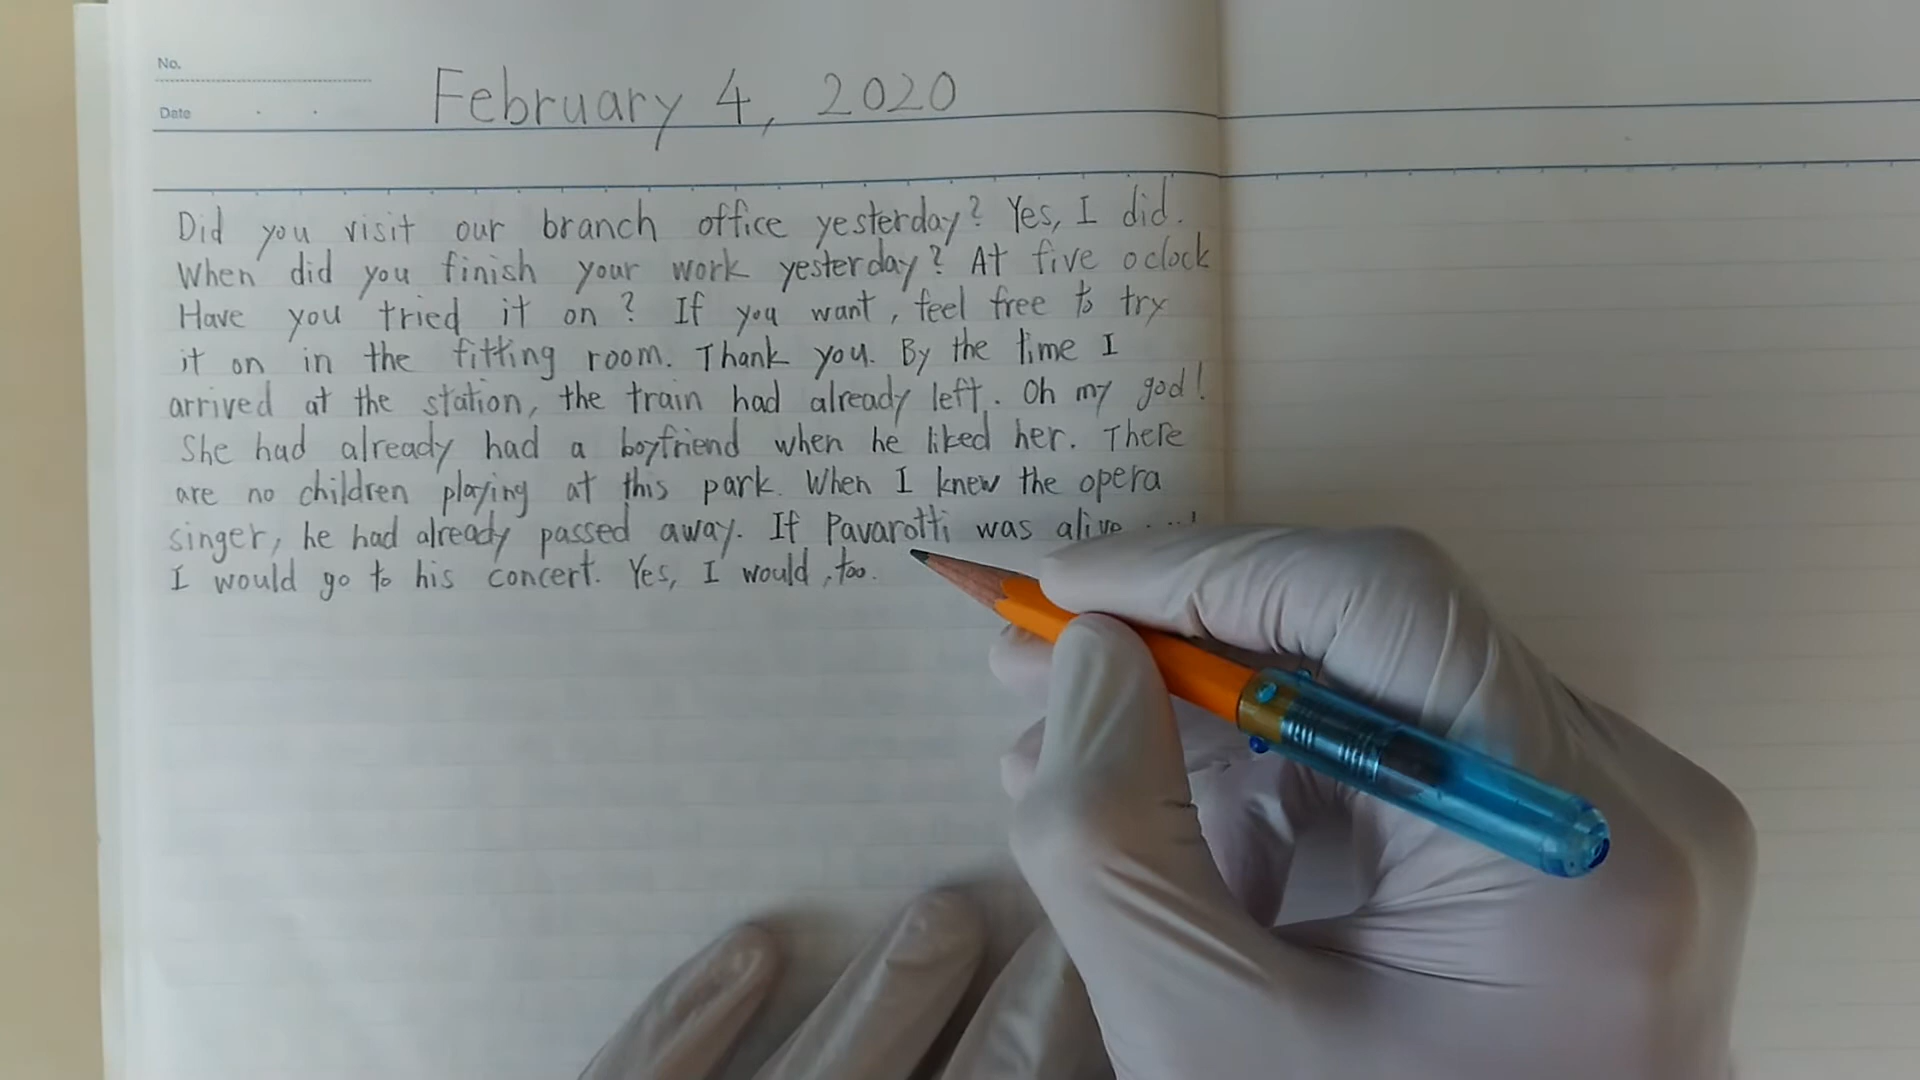 No.
Date
February 4, 2020
Did you visit our branch office yesterday? Yes, I did.
When did you finish your work yesterday? At five oclock
Have you tried it on? If you want, feel free to try
it on in the fitting room. Thank you. By the time I
arrived at the station, the train had already left. Oh my god!
She had already had a boyfriend when he liked her. There
are no children playing at this park. When I knew the opera
singer, he had already passed away. If Pavarotti was alive
I would go to his concert. Yes, I would, too.